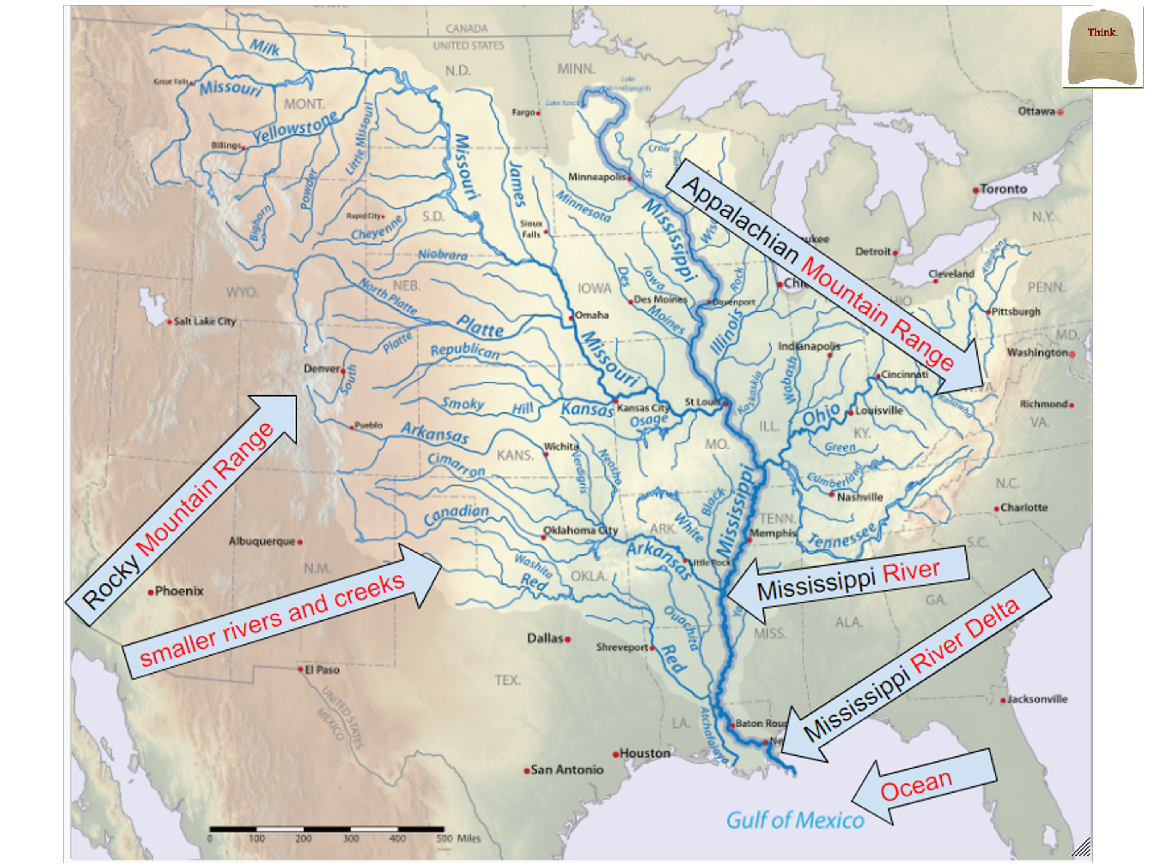 Think.
CANADA
UNITED STATES
Milk
N.D.
MINN.
Great Falls
Missouri
MONT.
Fargo
Ottawa
Yellowstone
Little Missouri
Billings
Missouri
James
Croix
St.
Minneapolis
Powder
Toronto
Bighorn
Rapid City
S.D.
Cheyenne
Sioux
Falls
Minnesota
Mississippi
N.Y.
Detroit
Appalachian Mountain Range
Niobrara
Cleveland
WYO.
NEB.
North Platte
IOWA
Des
Iowa
Moines
Des Moines
Rock
Davenport
PENN.
Salt Lake City
Platte
Omaha
Illinois
Pittsburgh
Platte
South
Republican
Missouri
Indianapolis
MD.
Washington
Denver
Wabash
Cincinnati
Smoky Hill
Kansas
Kansas City
Osage
St Louis
Kaskaskia
Ohio
Louisville
Kanawha
Richmond
VA.
Pueblo
Arkansas
MO.
ILL.
KY.
Green
Rocky Mountain Range
Cimarron
KANS.
Wichita
Verdigris
Neosho
Cumberland
Nashville
N.C.
Charlotte
Canadian
Oklahoma City
ARK.
White
Black
Mississippi
TENN.
Memphis
Tennessee
S.C.
Albuquerque
N.M.
Arkansas
Little Rock
Phoenix
smaller rivers and creeks
Washita
Red
OKLA.
Mississippi River
GA.
ALA.
MISS.
Ouachita
Dallas
Shreveport
Red
Mississippi River Delta
El Paso
UNITED STATES
MEXICO
TEX.
LA.
Atchafalaya
Jacksonville
Houston
San Antonio
Ocean
Gulf of Mexico
0 100 200 300 400 500 Miles